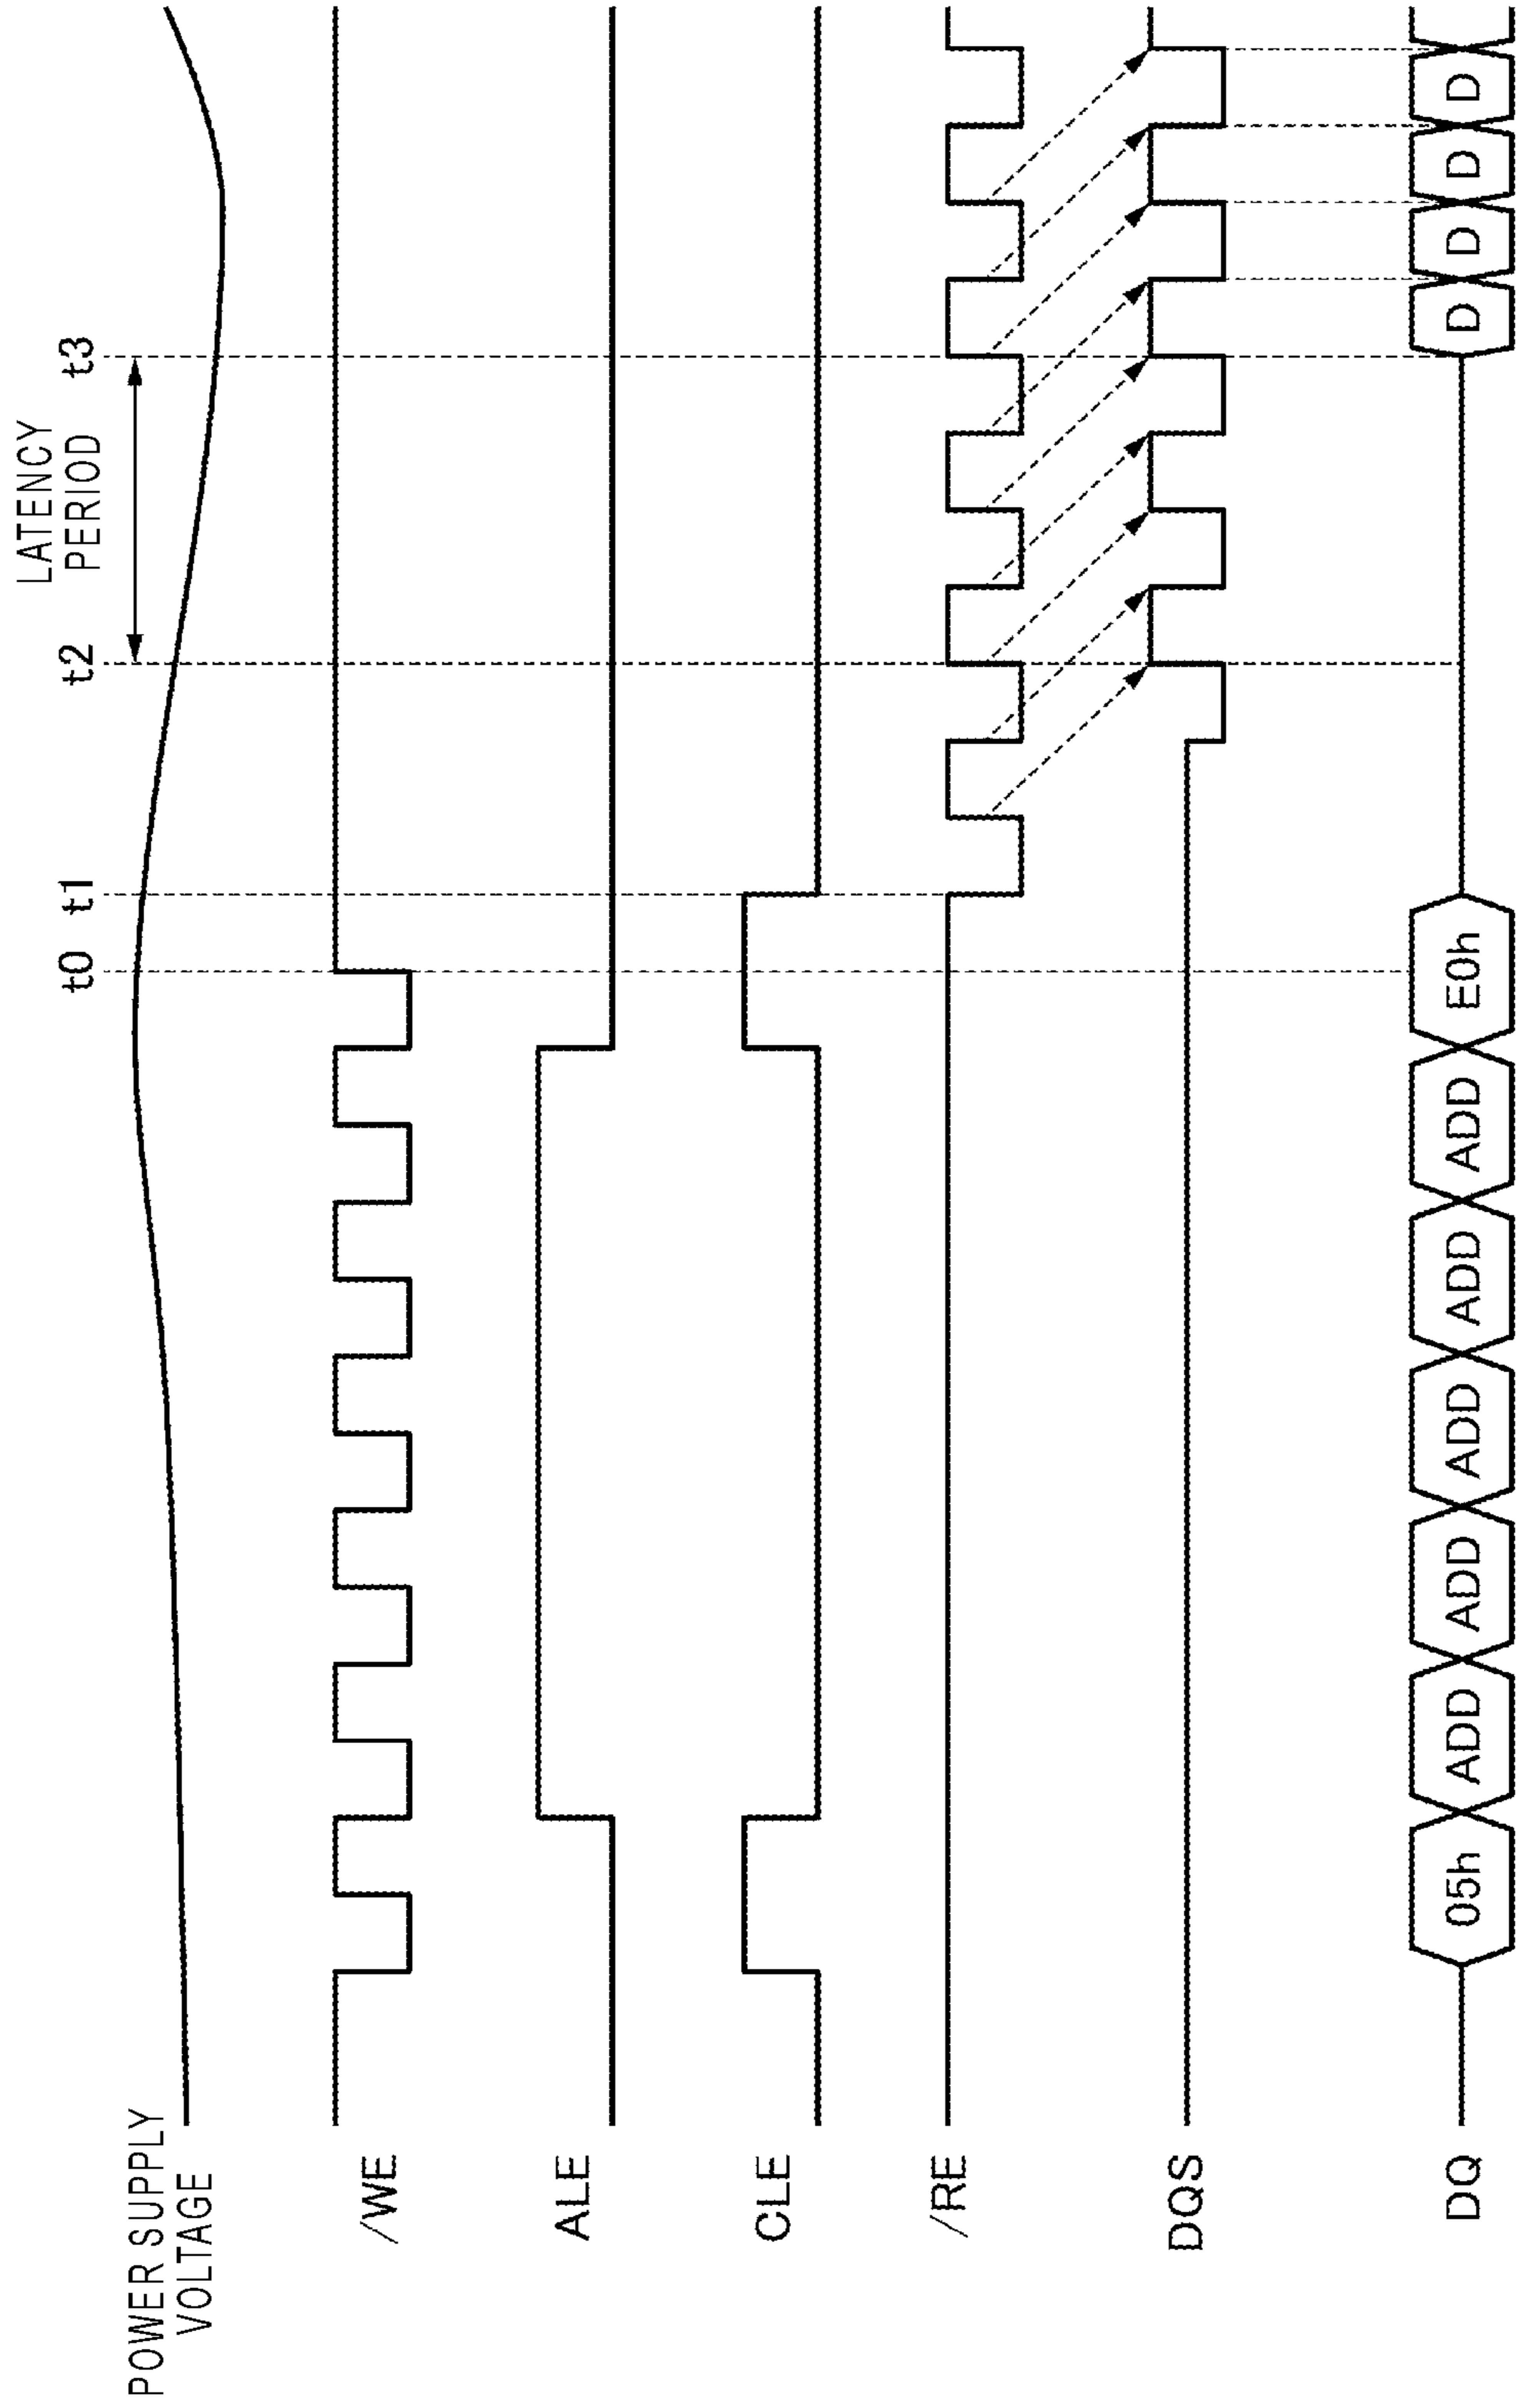 LATENCY
PERIOD
t0 t1 t2 t3
POWER SUPPLY
VOLTAGE
/WE
ALE
CLE
/RE
DQS
DQ 05h ADD ADD ADD ADD ADD E0h D D D D